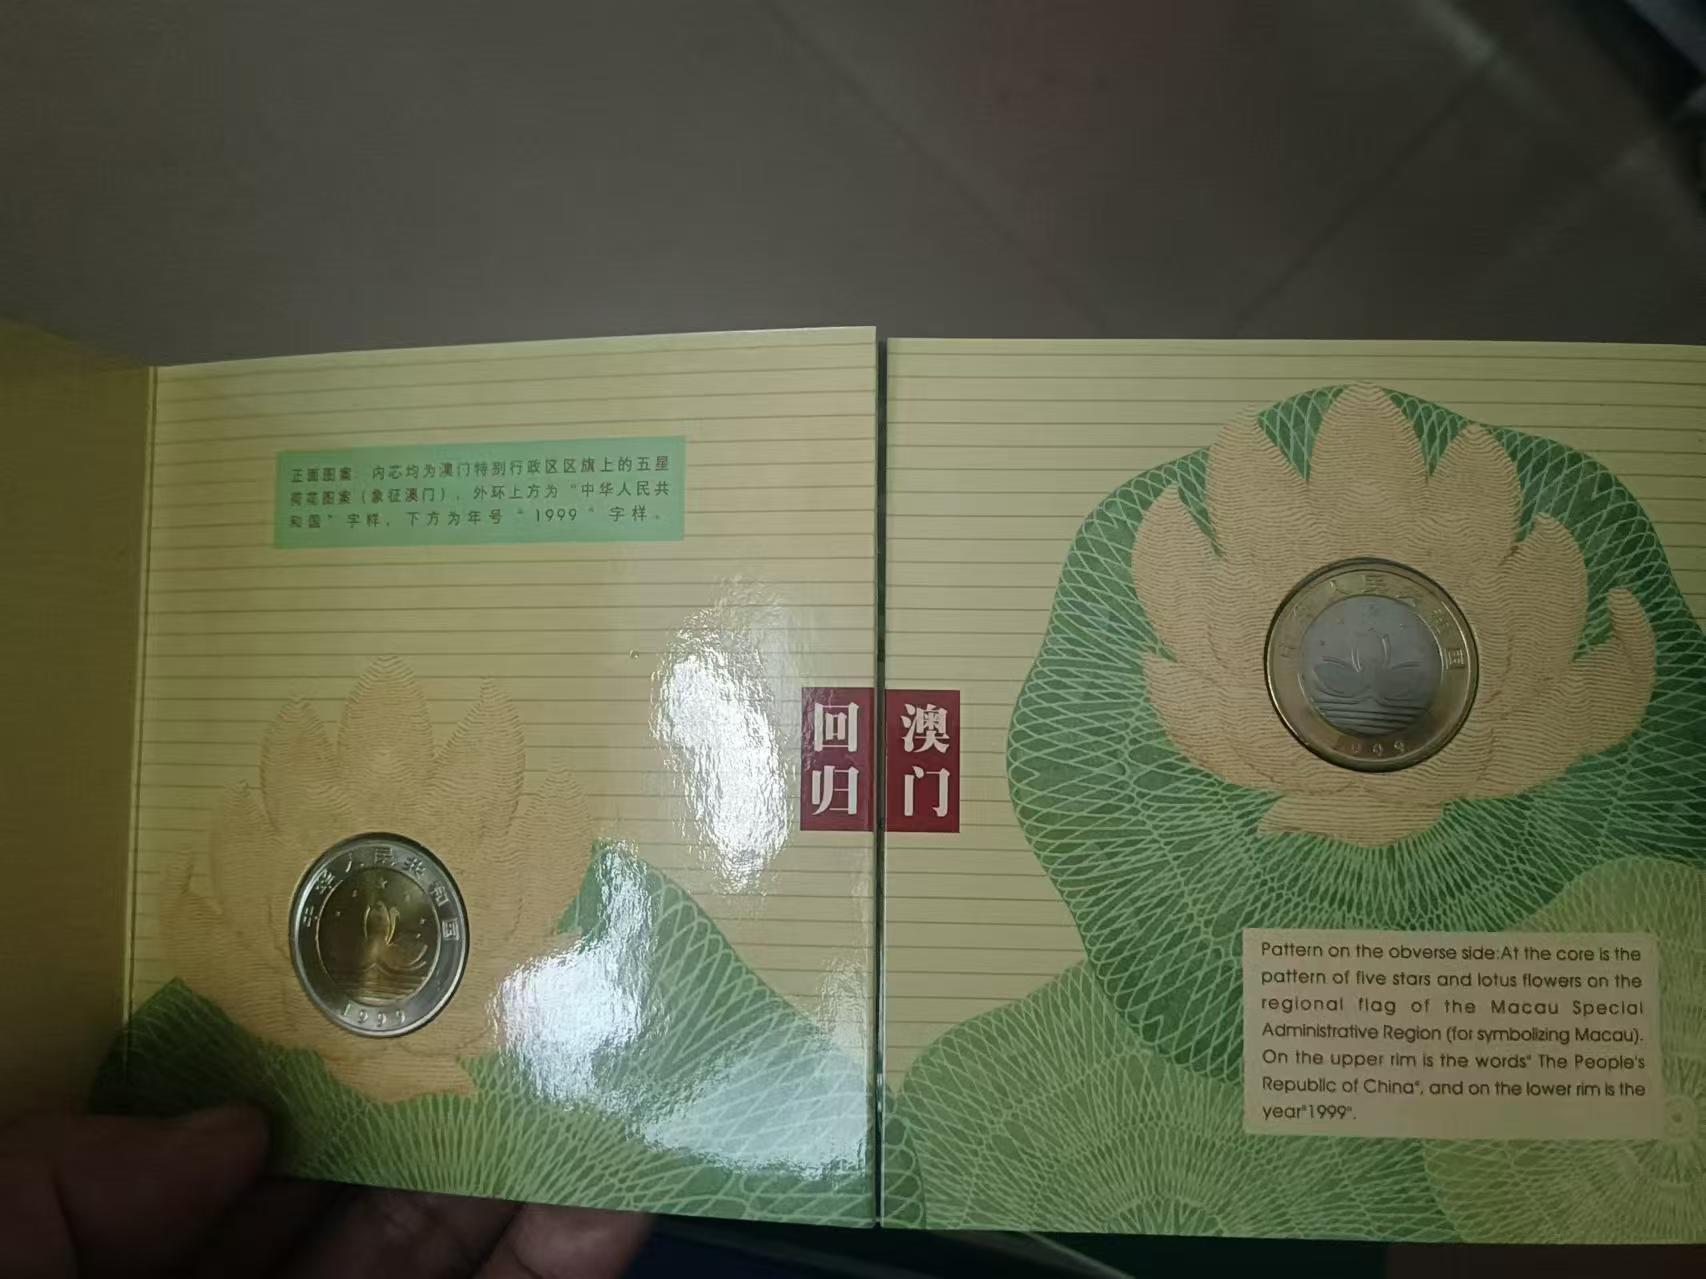 正面图案：内芯均为澳门特别行政区区旗上的五星
荷花图案（象征澳门），外环上方为“中华人民共
和国”字样，下方为年号“1999”字样。
中华人民共和国
1999
回归
澳门
中华人民共和国
1999
Pattern on the obverse side:At the core is the
pattern of five stars and lotus flowers on the
regional flag of the Macau Special
Administrative Region (for symbolizing Macau).
On the upper rim is the words" The People's
Republic of China", and on the lower rim is the
year"1999".